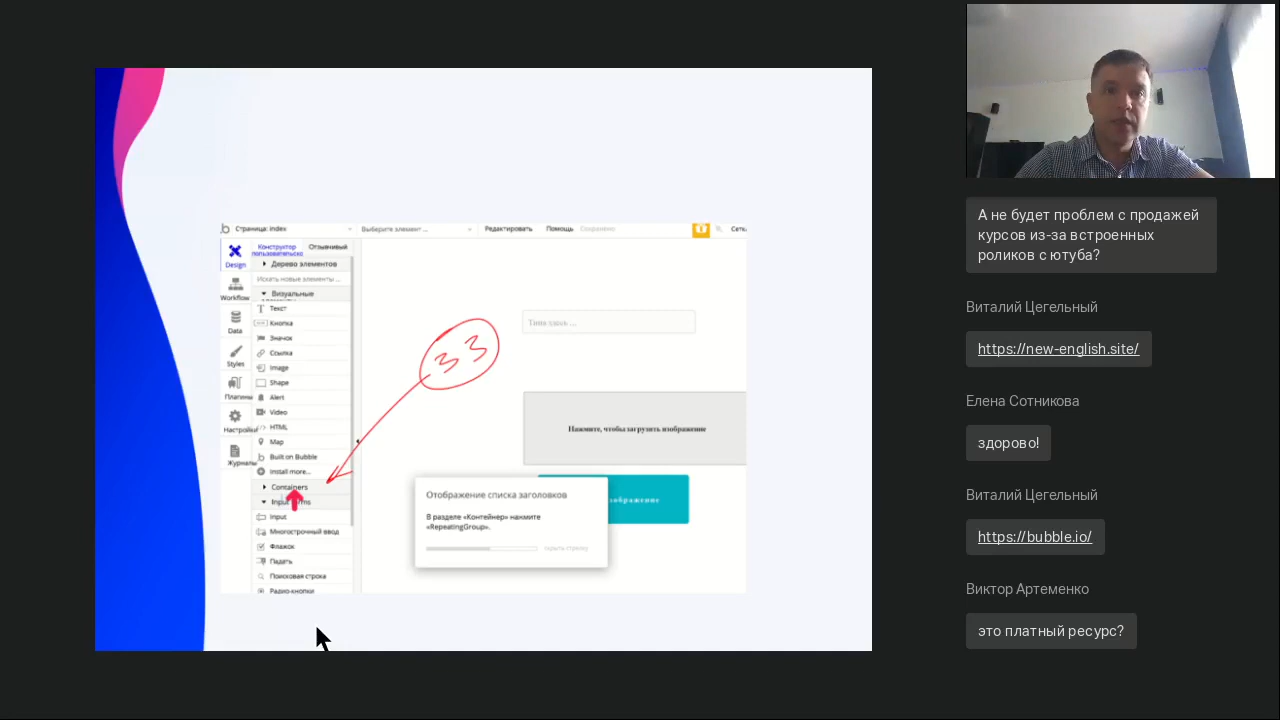 Страница: index
Выберите элемент ...
Редактировать
Помощь
Сохранено
Сеть
Конструктор
пользовательско
Отзывчивый
Design
Дерево элементов
Искать новые элементы ...
Workflow
Визуальные
Текст
Кнопка
Data
Значок
Ссылка
Styles
Image
Shape
Плагины
Alert
Video
Настройки
HTML
Map
Журналы
Built on Bubble
Install more...
Containers
Input
Многострочный ввод
Флажок
Падать
Поисковая строка
Радио-кнопки
33
Типа здесь ...
Нажмите, чтобы загрузить изображение
Отображение списка заголовков
В разделе «Контейнер» нажмите
«RepeatingGroup».
А не будет проблем с продажей
курсов из-за встроенных
роликов с ютуба?
Виталий Цегельный
https://new-english.site/
Елена Сотникова
здорово!
Виталий Цегельный
https://bubble.io/
Виктор Артеменко
это платный ресурс?